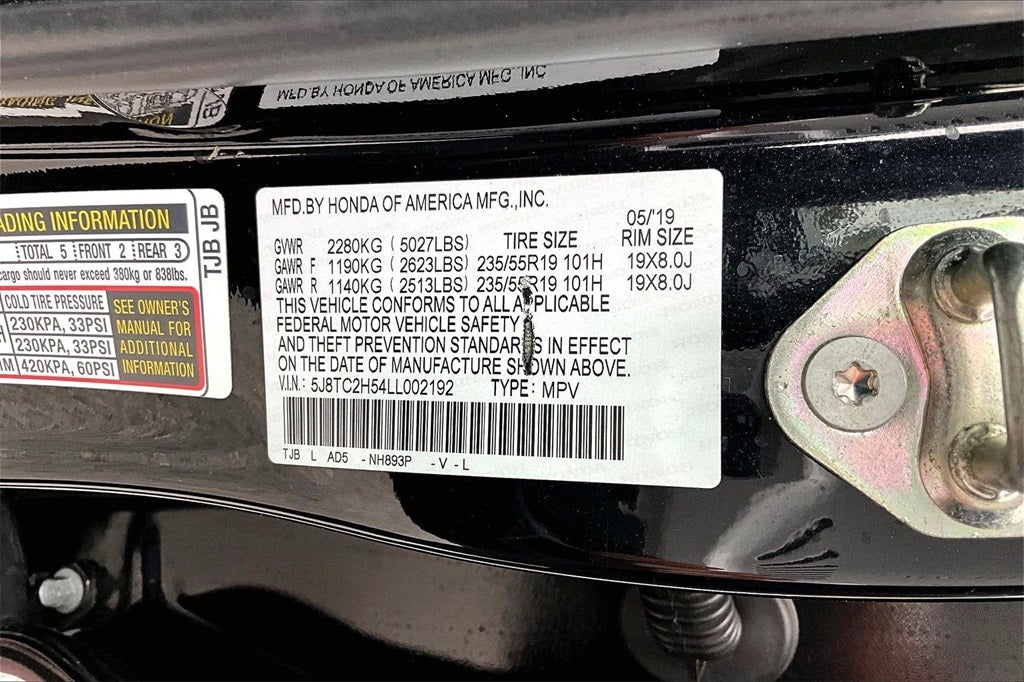 MFD.BY HONDA OF AMERICA MFG.,INC.
ADING INFORMATION
TOTAL 5 FRONT 2 REAR 3
cargo should never exceed 380kg or 838lbs.
COLD TIRE PRESSURE
230KPA, 33PSI
230KPA, 33PSI
420KPA, 60PSI
SEE OWNER'S
MANUAL FOR
ADDITIONAL
INFORMATION
TJB JB
MFD.BY HONDA OF AMERICA MFG.,INC.
05/'19
GVWR 2280KG ( 5027LBS) TIRE SIZE RIM SIZE
GAWR F 1190KG ( 2623LBS) 235/55R19 101H 19X8.0J
GAWR R 1140KG ( 2513LBS) 235/55R19 101H 19X8.0J
THIS VEHICLE CONFORMS TO ALL APPLICABLE
FEDERAL MOTOR VEHICLE SAFETY
AND THEFT PREVENTION STANDARDS IN EFFECT
ON THE DATE OF MANUFACTURE SHOWN ABOVE.
V.I.N.: 5J8TC2H54LL002192 TYPE: MPV
TJB L AD5 -NH893P -V-L